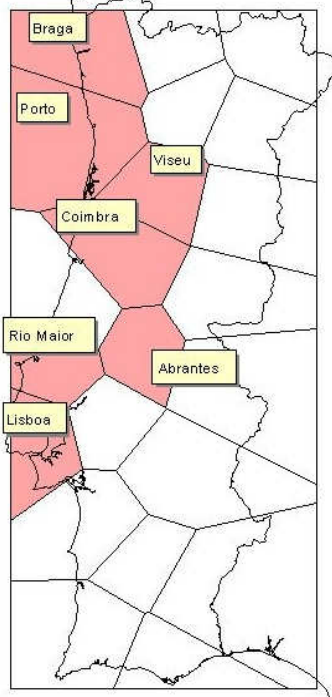 Braga
Porto
Viseu
Coimbra
Rio Maior
Abrantes
Lisboa